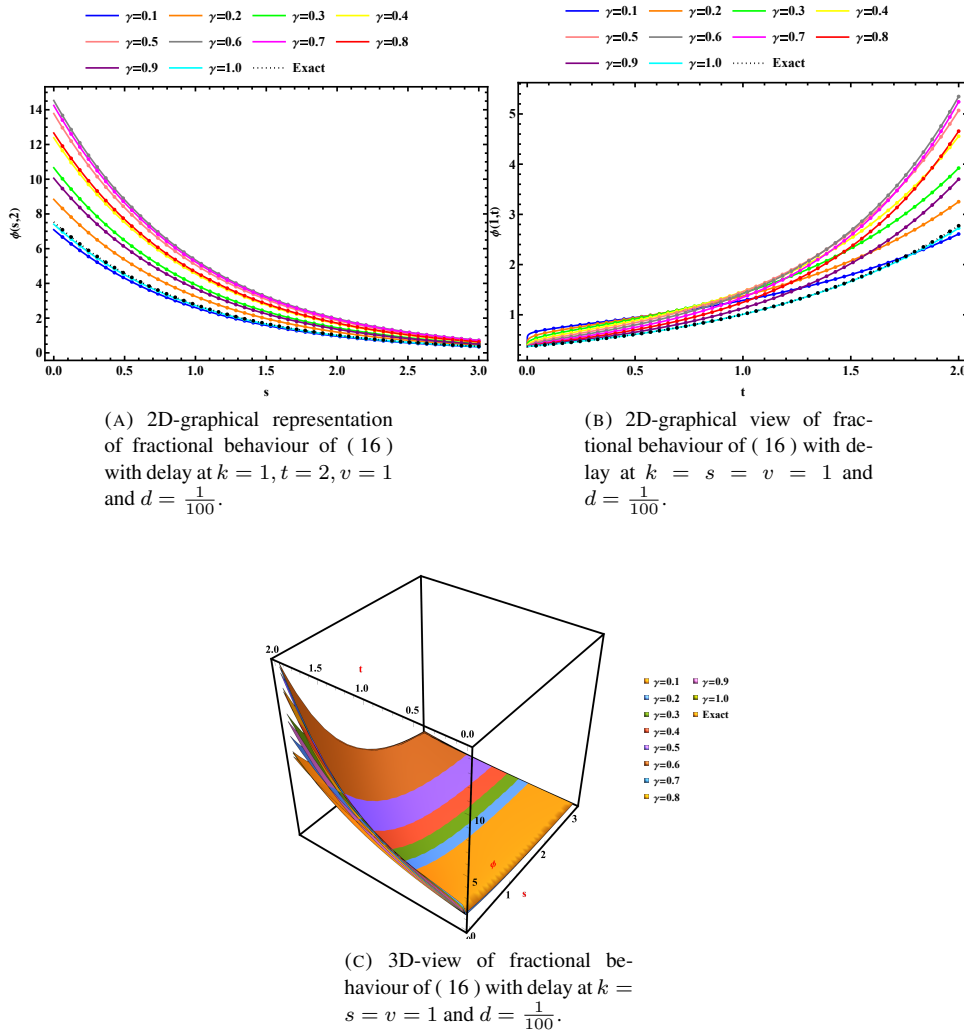 γ=0.1 γ=0.2 γ=0.3 γ=0.4
γ=0.5 γ=0.6 γ=0.7 γ=0.8
γ=0.9 γ=1.0 Exact
14
12
10
8
6
4
2
0
ϕ(s,2)
0.0 0.5 1.0 1.5 2.0 2.5 3.0
s
(A) 2D-graphical representation
of fractional behaviour of ( 16 )
with delay at k = 1, t = 2, v = 1
and d = 1/100.
γ=0.1 γ=0.2 γ=0.3 γ=0.4
γ=0.5 γ=0.6 γ=0.7 γ=0.8
γ=0.9 γ=1.0 Exact
5
4
3
2
1
ϕ(1,t)
0.0 0.5 1.0 1.5 2.0
t
(B) 2D-graphical view of frac-
tional behaviour of ( 16 ) with de-
lay at k = s = v = 1 and
d = 1/100.
2.0
1.5
t
1.0
0.5
0.0
10
ϕ
5
3
2
1
s
.0
γ=0.1 γ=0.9
γ=0.2 γ=1.0
γ=0.3 Exact
γ=0.4
γ=0.5
γ=0.6
γ=0.7
γ=0.8
(C) 3D-view of fractional be-
haviour of ( 16 ) with delay at k =
s = v = 1 and d = 1/100.